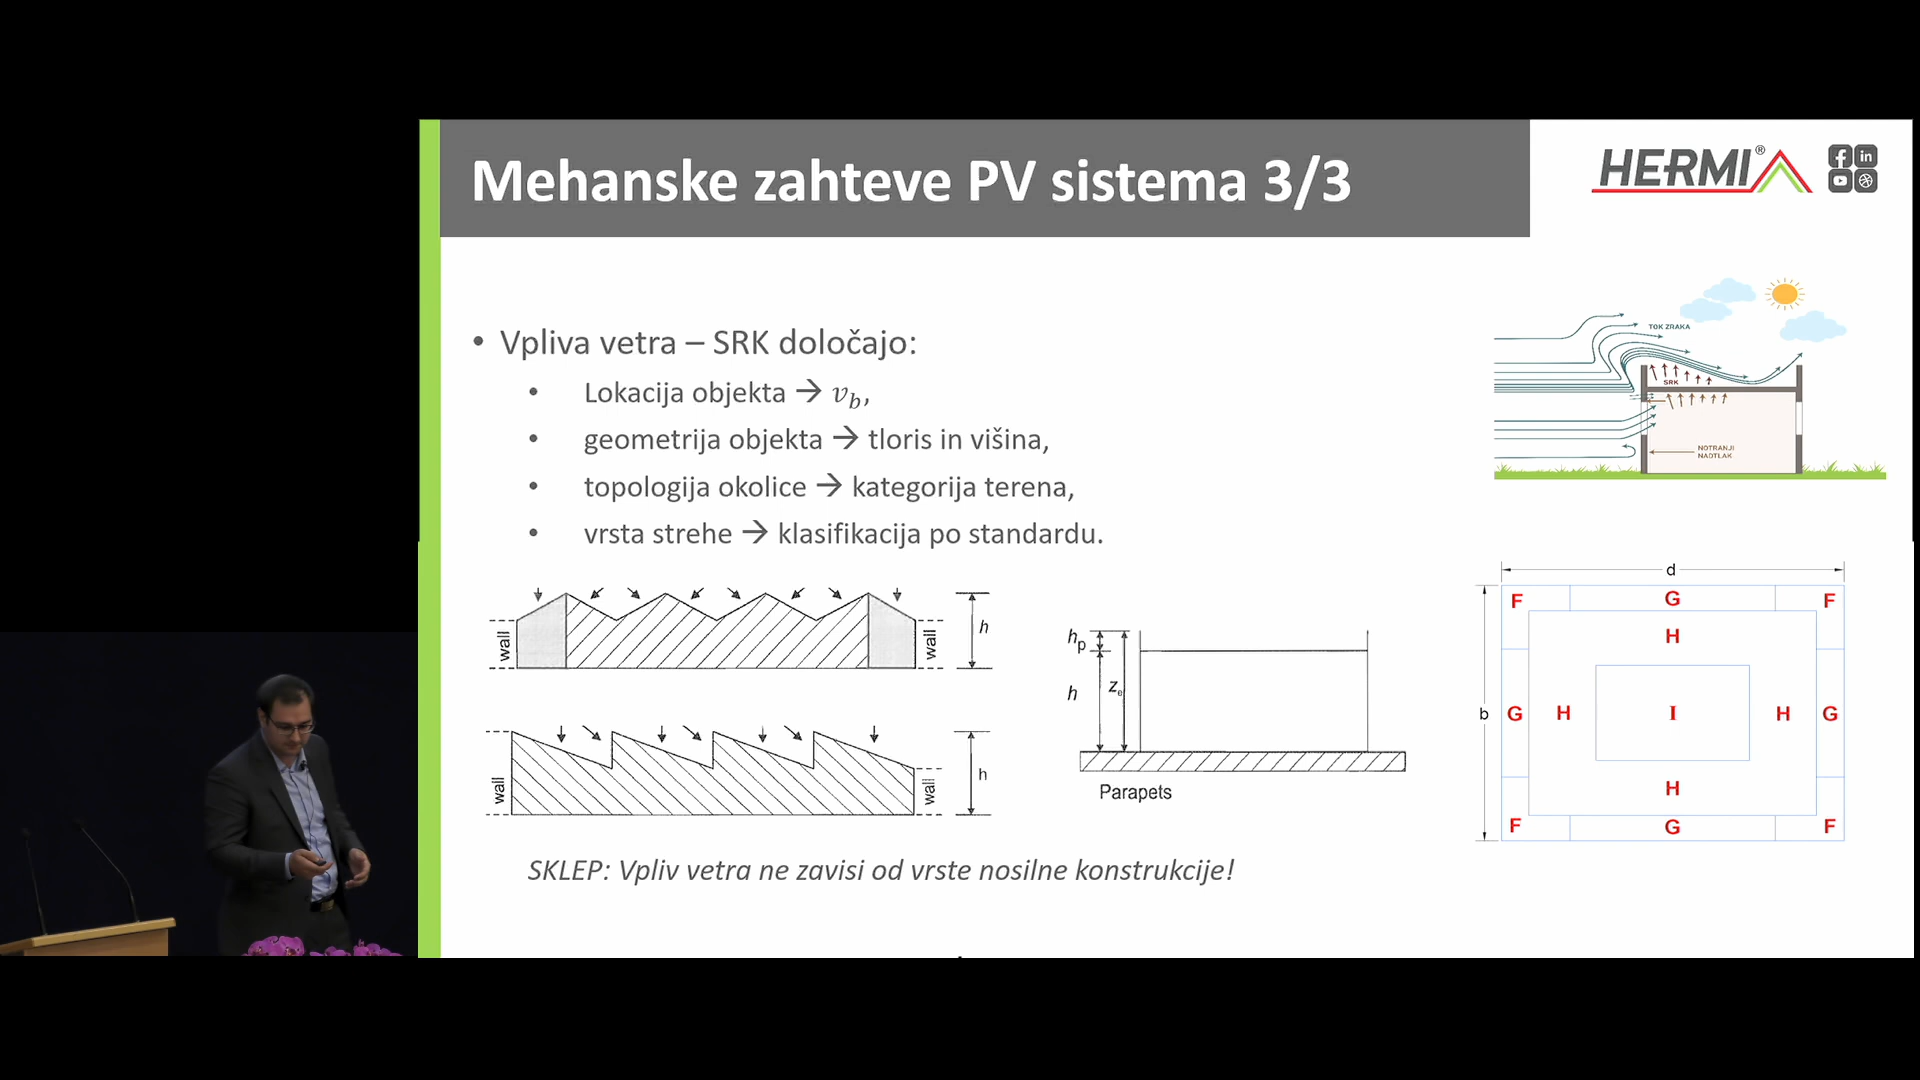 Mehanske zahteve PV sistema 3/3
HERMI®
in
• Vpliva vetra – SRK določajo:
• Lokacija objekta → v_b,
• geometrija objekta → tloris in višina,
• topologija okolice → kategorija terena,
• vrsta strehe → klasifikacija po standardu.
TOK ZRAKA
SRK
NOTRANJI
NADTLAK
wall
wall
h
wall
wall
h
h_p
h
z_e
Parapets
d
b
F G F
H
G H I H G
H
F G F
SKLEP: Vpliv vetra ne zavisi od vrste nosilne konstrukcije!